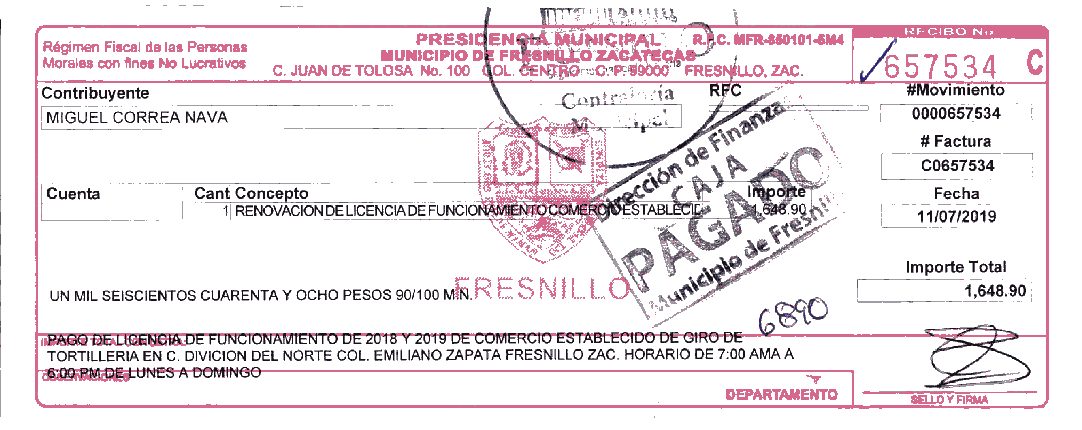 Régimen Fiscal de las Personas
Morales con fines No Lucrativos
PRESIDENCIA MUNICIPAL R.F.C. MFR-850101-5M4
MUNICIPIO DE FRESNILLO ZACATECAS
C. JUAN DE TOLOSA No. 100 COL. CENTRO C.P. 99000 FRESNILLO, ZAC.
RECIBO No.
657534 C
Contraloría
Municipal
Contribuyente
RFC
#Movimiento
MIGUEL CORREA NAVA
0000657534
# Factura
C0657534
Cuenta Cant Concepto Importe
Fecha
1 RENOVACION DE LICENCIA DE FUNCIONAMIENTO COMERCIO ESTABLECID 1,648.90
11/07/2019
Dirección de Finanzas
CAJA
PAGADO
Municipio de Fresnillo
FRESNILLO
Importe Total
1,648.90
UN MIL SEISCIENTOS CUARENTA Y OCHO PESOS 90/100 M.N.
6890
PAGO DE LICENCIA DE FUNCIONAMIENTO DE 2018 Y 2019 DE COMERCIO ESTABLECIDO DE GIRO DE
TORTILLERIA EN C. DIVICION DEL NORTE COL. EMILIANO ZAPATA FRESNILLO ZAC. HORARIO DE 7:00 AMA A
6:00 PM DE LUNES A DOMINGO
OBSERVACIONES
DEPARTAMENTO
SELLO Y FIRMA